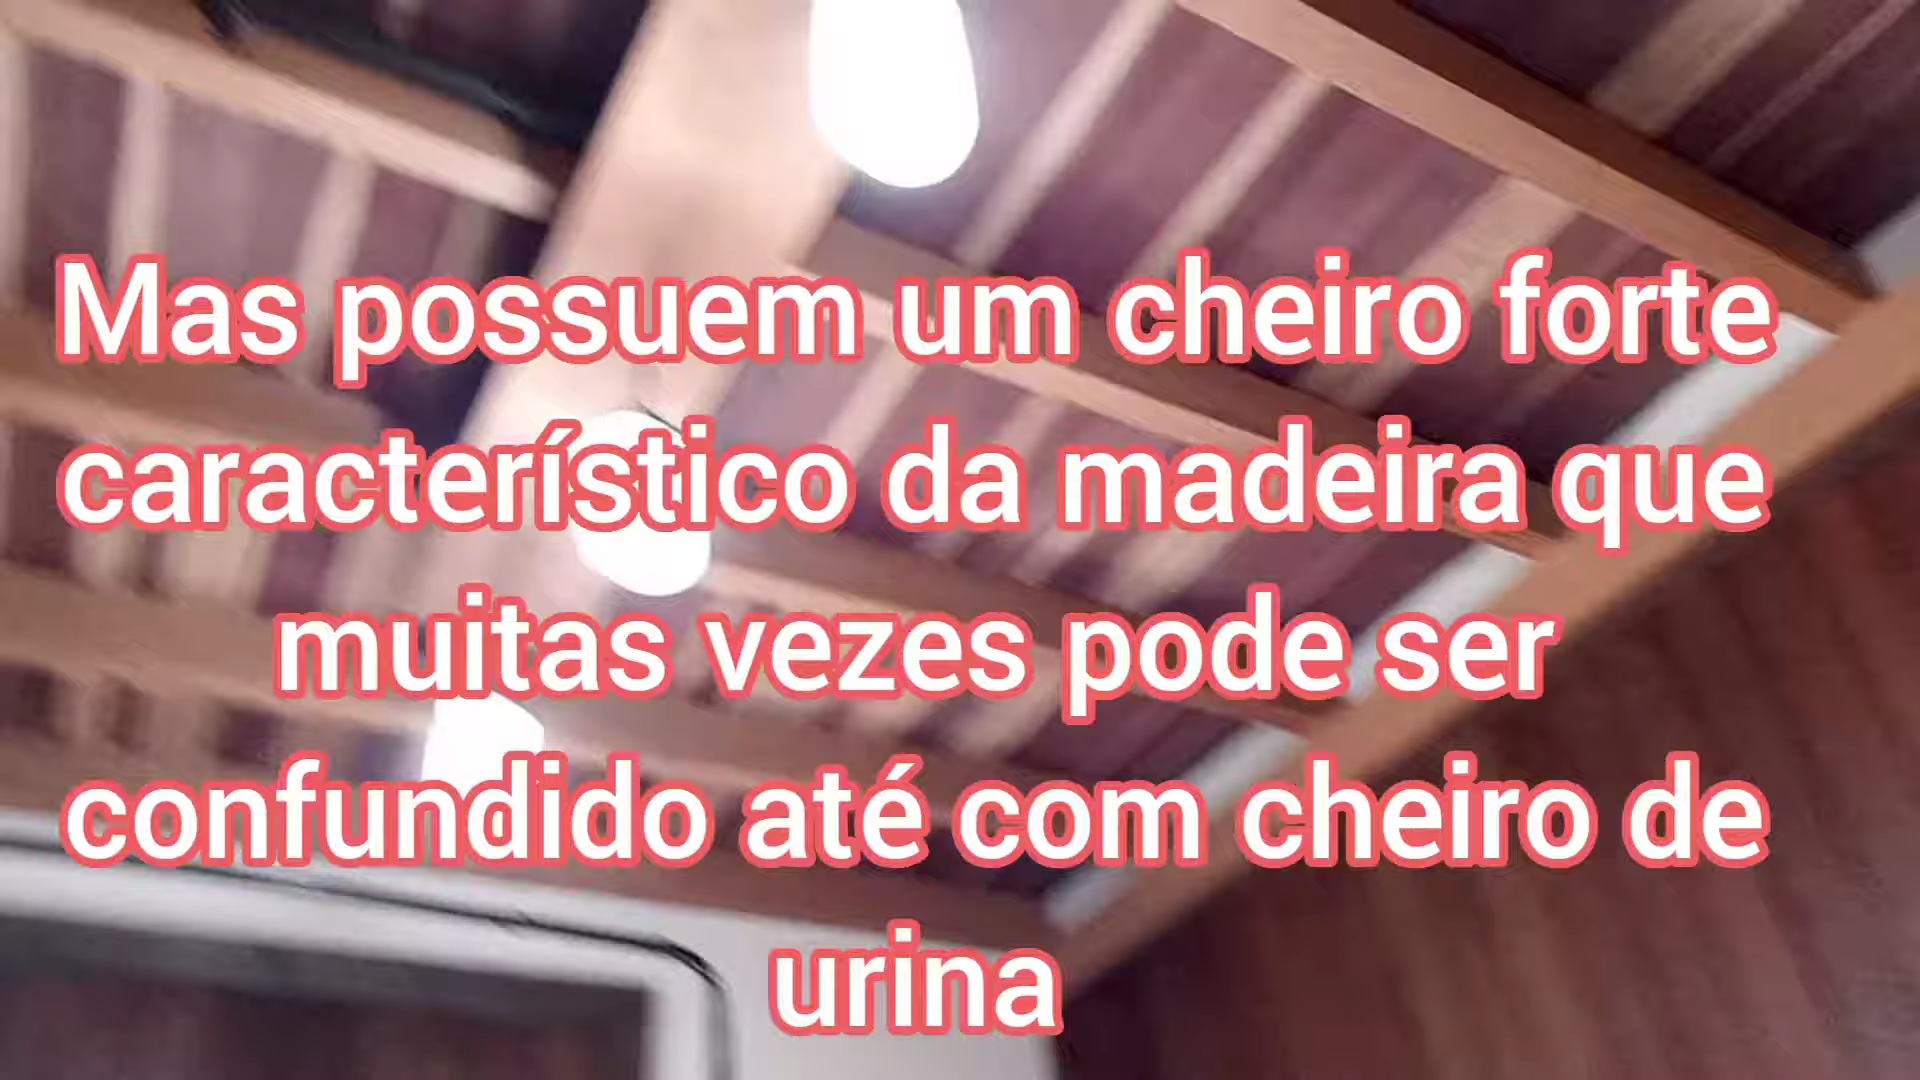 Mas possuem um cheiro forte
característico da madeira que
muitas vezes pode ser
confundido até com cheiro de
urina